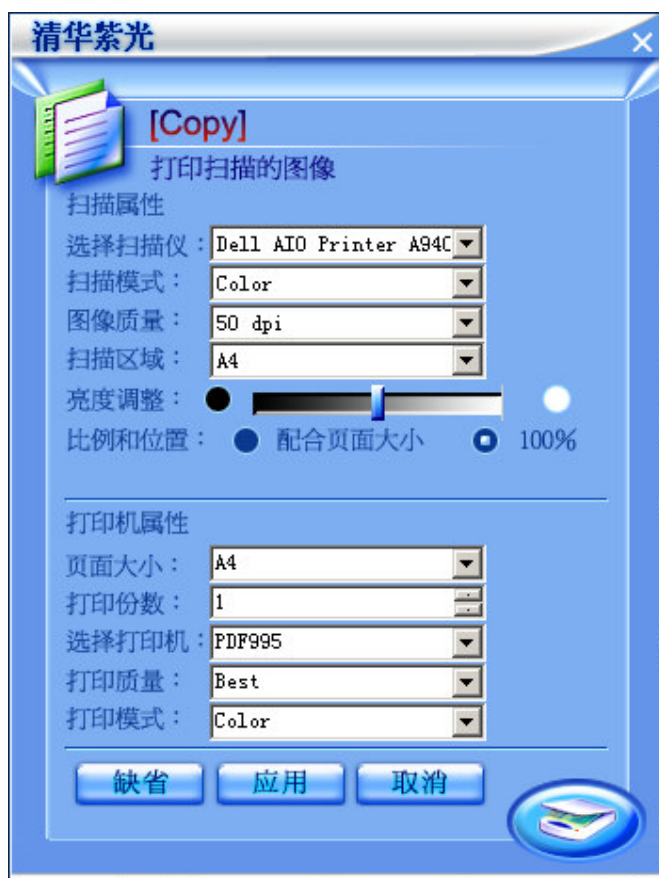 清华紫光
[Copy]
打印扫描的图像
扫描属性
选择扫描仪： Dell AIO Printer A940
扫描模式： Color
图像质量： 50 dpi
扫描区域： A4
亮度调整：
比例和位置： 配合页面大小 100%
打印机属性
页面大小： A4
打印份数： 1
选择打印机： PDF995
打印质量： Best
打印模式： Color
缺省 应用 取消